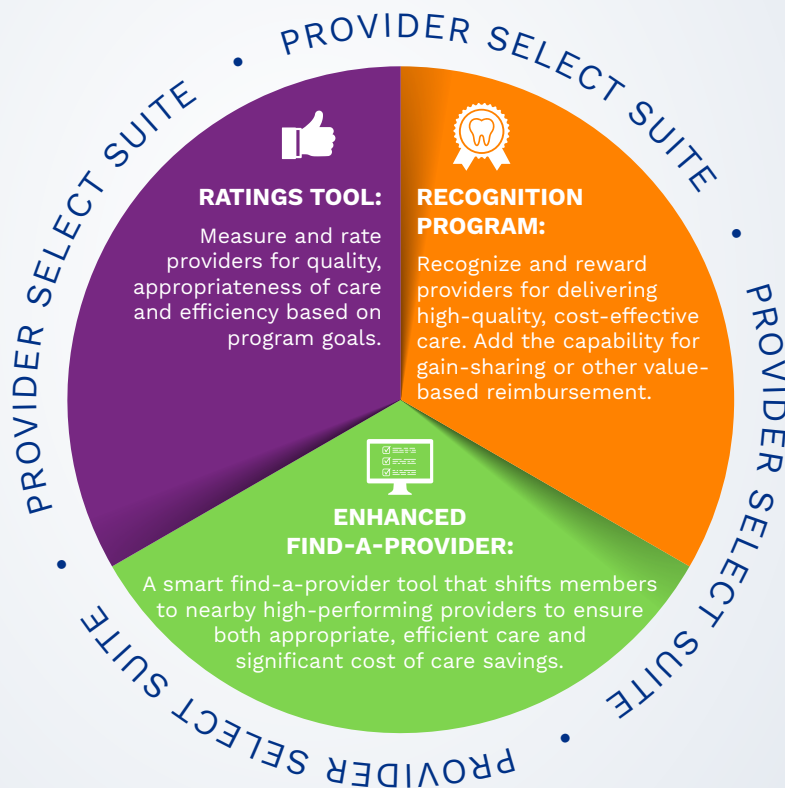 PROVIDER SELECT SUITE • PROVIDER SELECT SUITE • PROVIDER SELECT SUITE • PROVIDER SELECT SUITE •
RATINGS TOOL:
Measure and rate
providers for quality,
appropriateness of care
and efficiency based on
program goals.
RECOGNITION
PROGRAM:
Recognize and reward
providers for delivering
high-quality, cost-effective
care. Add the capability for
gain-sharing or other value-
based reimbursement.
ENHANCED
FIND-A-PROVIDER:
A smart find-a-provider tool that shifts members
to nearby high-performing providers to ensure
both appropriate, efficient care and
significant cost of care savings.